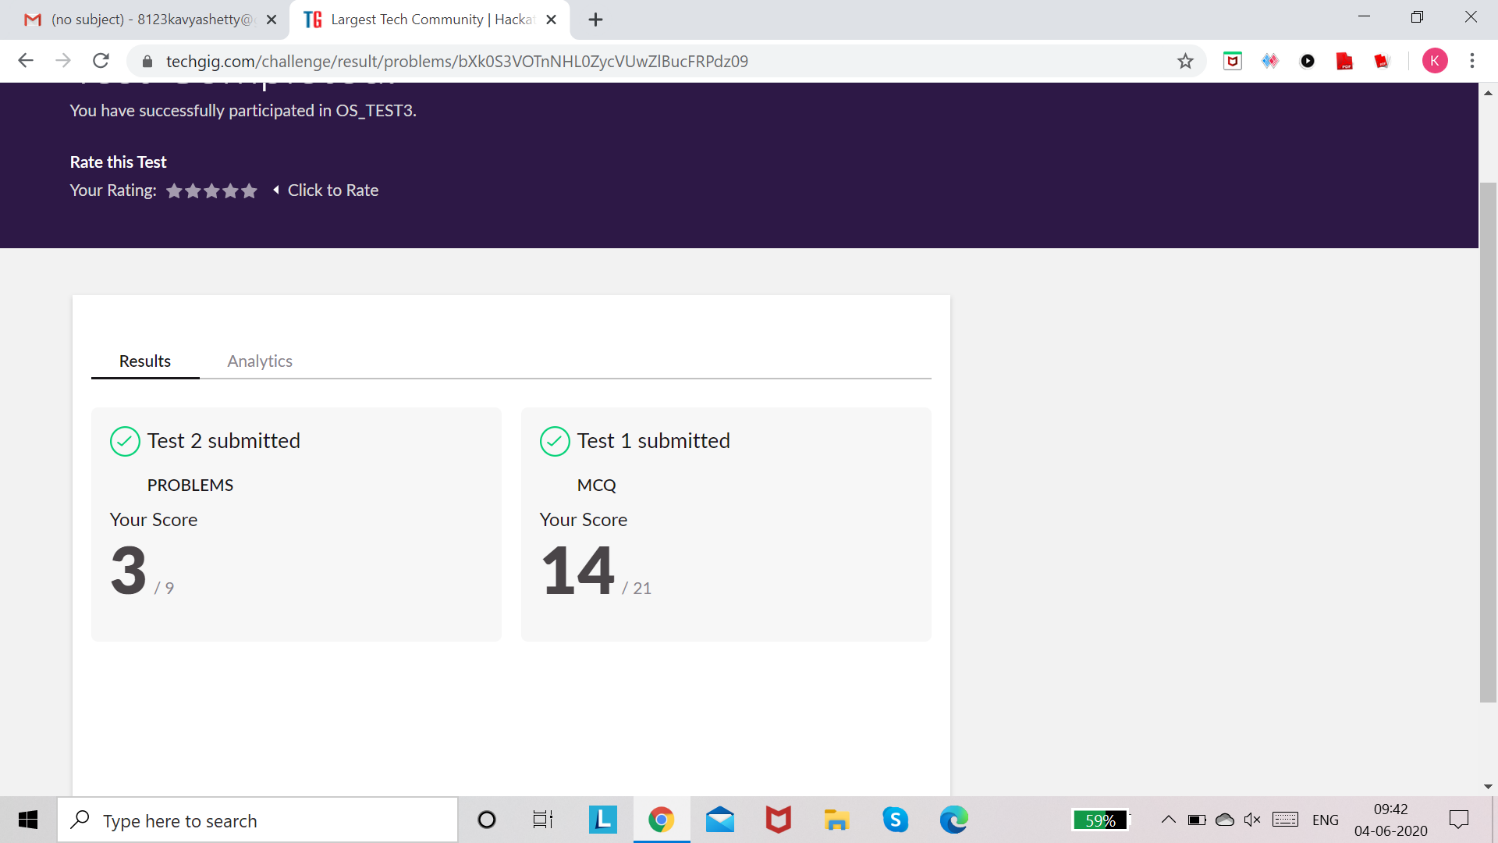 (no subject) - 8123kavyashetty@
TG Largest Tech Community | Hacka
techgig.com/challenge/result/problems/bXk0S3VOTnNHL0ZycVUwZlBucFRPdz09
K
You have successfully participated in OS_TEST3.
Rate this Test
Your Rating: Click to Rate
Results Analytics
Test 2 submitted
PROBLEMS
Your Score
3 / 9
Test 1 submitted
MCQ
Your Score
14 / 21
Type here to search
L
S
59%
ENG
09:42
04-06-2020